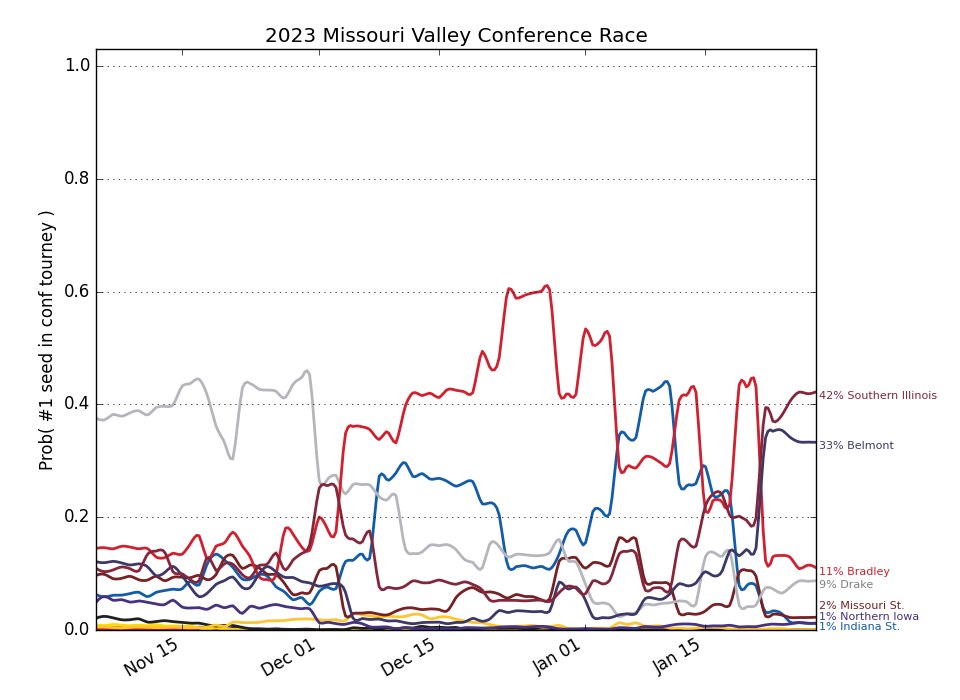 2023 Missouri Valley Conference Race
Prob( #1 seed in conf tourney )
1.0
0.8
0.6
0.4
0.2
0.0
Nov 15
Dec 01
Dec 15
Jan 01
Jan 15
42% Southern Illinois
33% Belmont
11% Bradley
9% Drake
2% Missouri St.
1% Northern Iowa
1% Indiana St.